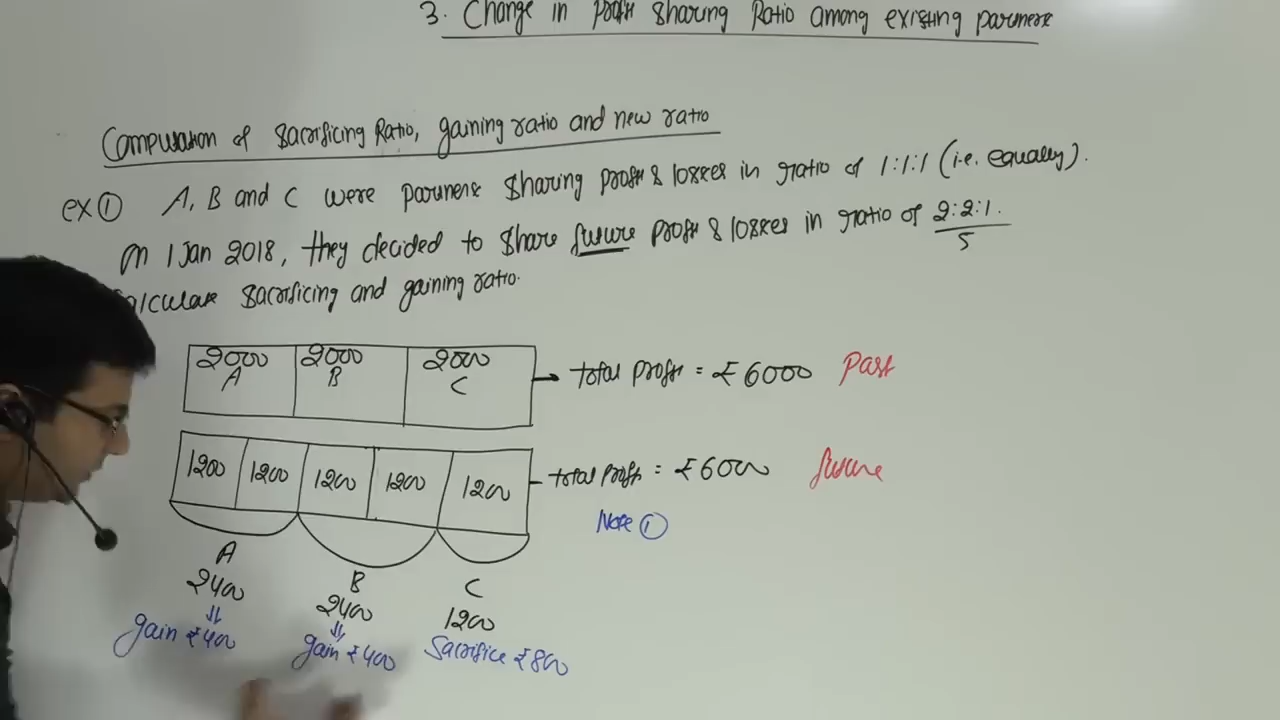 3. Change in Profit Sharing Ratio among existing partners
Computation of Sacrificing Ratio, gaining ratio and new ratio
ex ① A, B and C were partners sharing profit & losses in ratio of 1:1:1 (i.e. equally).
On 1 Jan 2018, they decided to share future profit & losses in ratio of 2:2:1.
5
Calculate Sacrificing and gaining ratio.
2000 2000 2000
A B C
→ total profit = ₹6000 Past
1200 1200 1200 1200 1200
total profit = ₹6000 future
Note ①
A B C
2400 2400 1200
gain ₹400 gain ₹400 Sacrifice ₹800